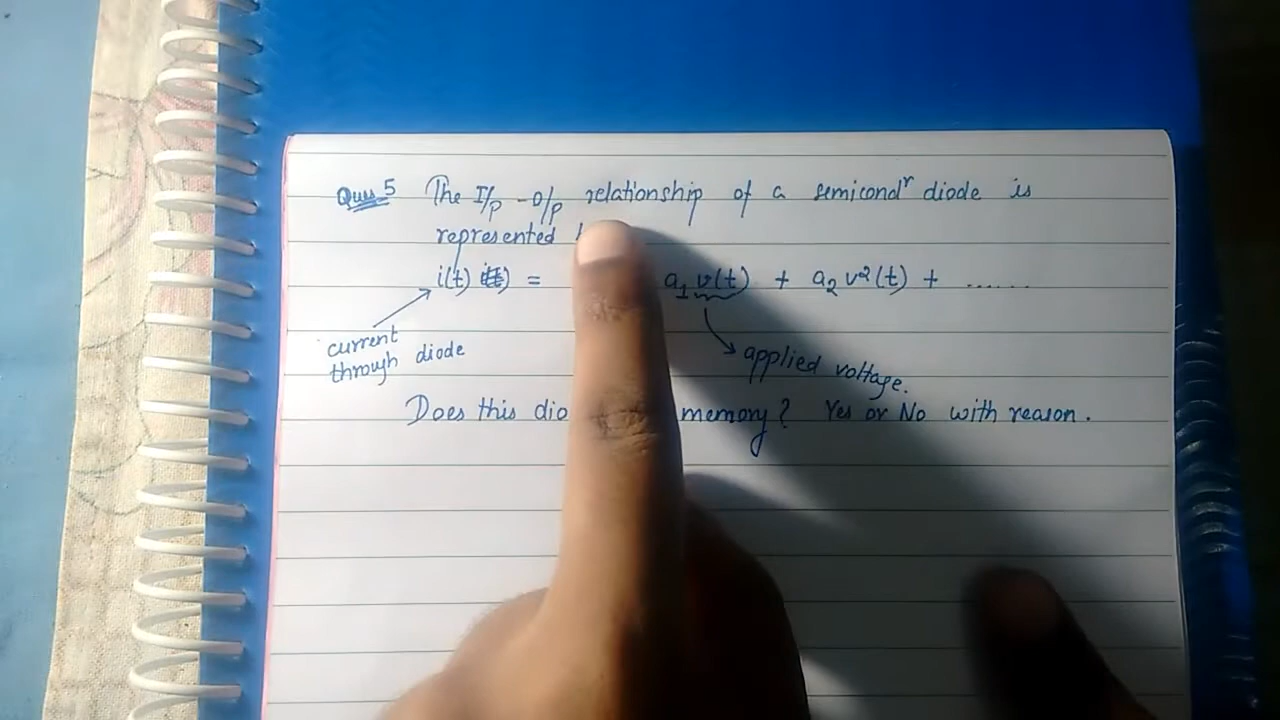 Ques 5 The I/p - O/p relationship of a semicondʳ diode is
represented
i(t) = a₁ v(t) + a₂ v²(t) + ......
current
through diode
applied voltage.
Does this memory? Yes or No with reason.